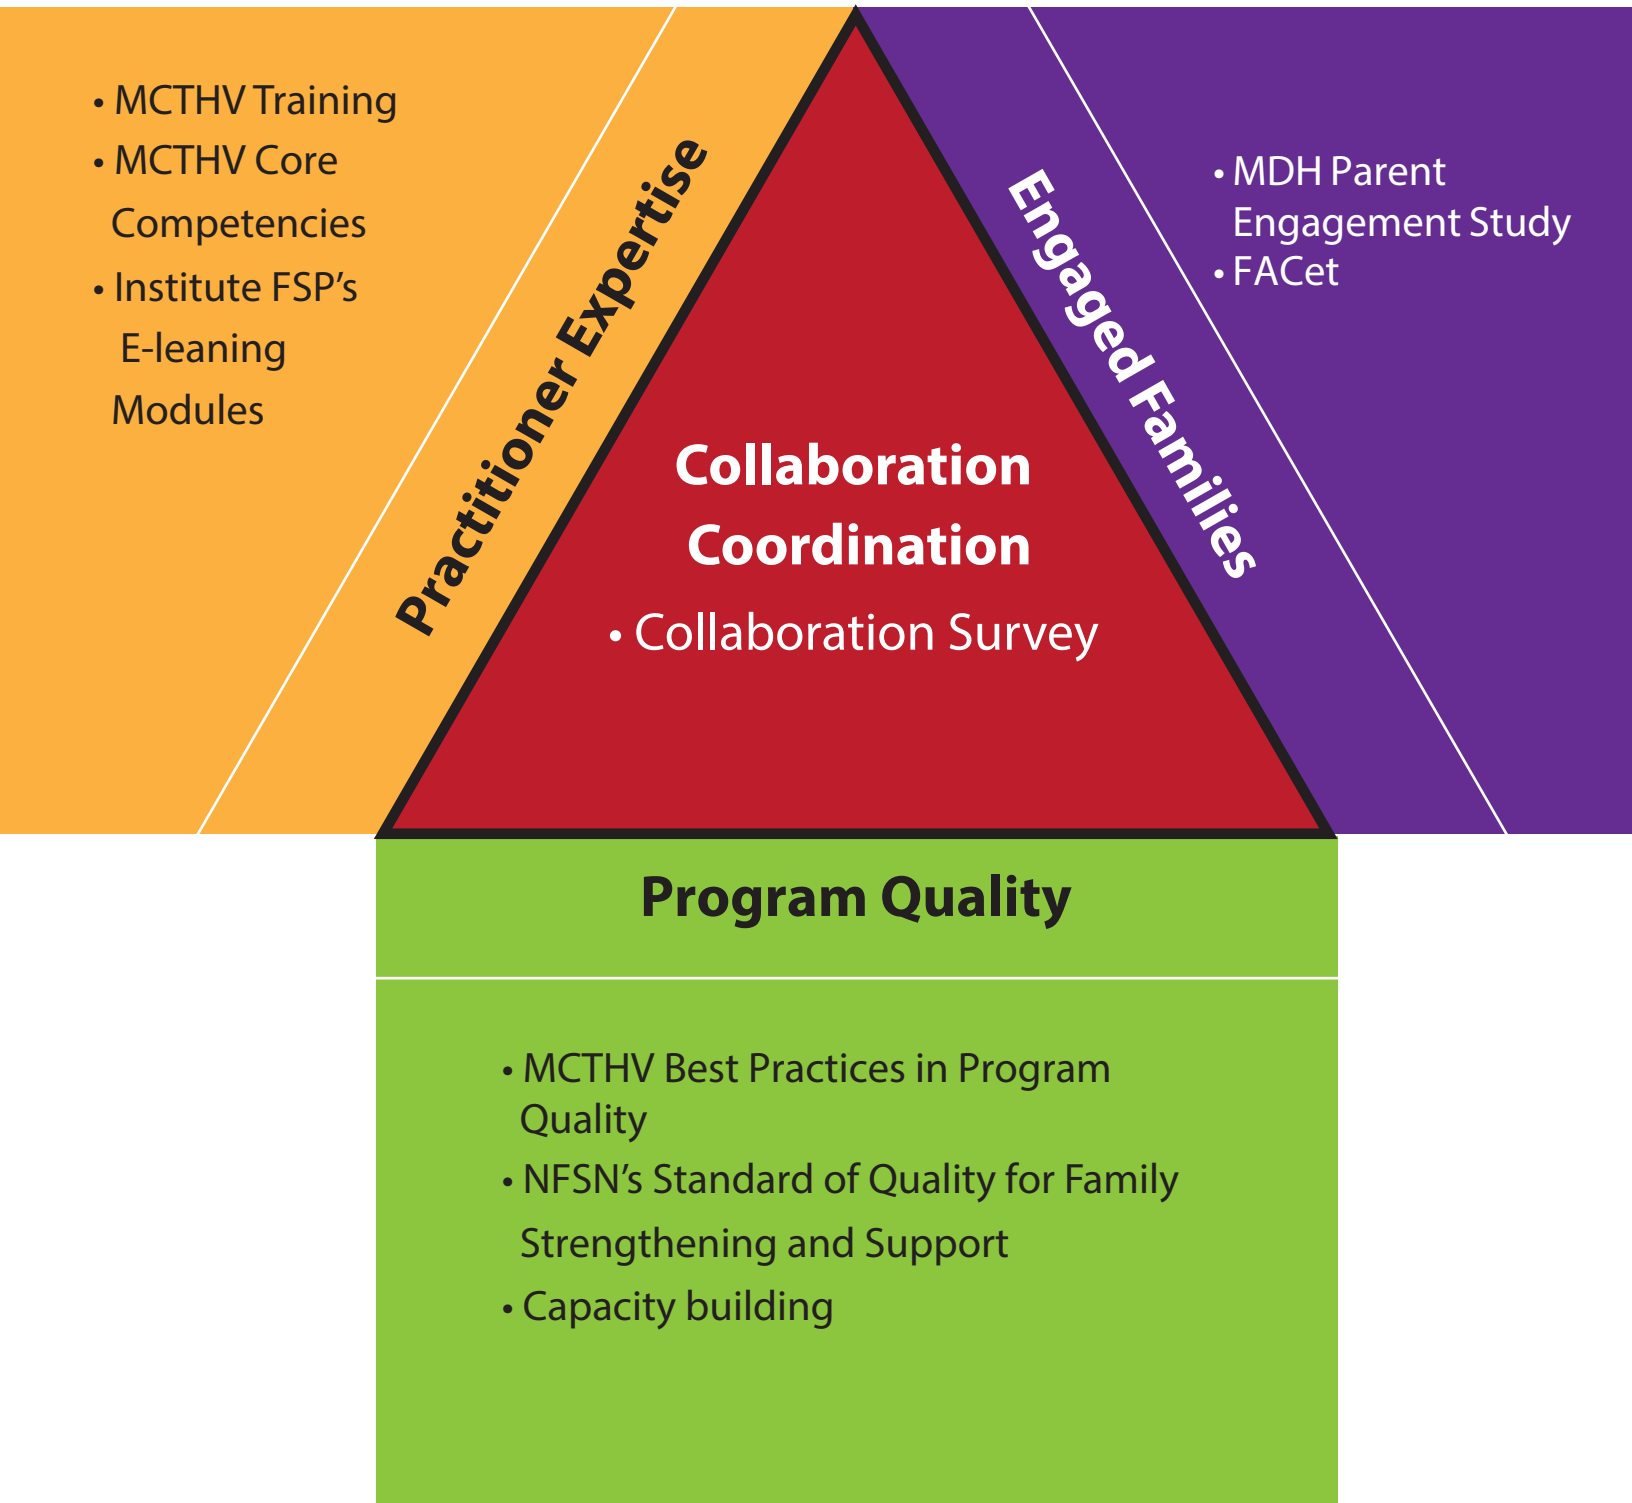 • MCTHV Training
• MCTHV Core
Competencies
• Institute FSP's
E-leaning
Modules
Practitioner Expertise
Engaged Families
• MDH Parent
Engagement Study
• FACet
Collaboration
Coordination
• Collaboration Survey
Program Quality
• MCTHV Best Practices in Program
Quality
• NFSN's Standard of Quality for Family
Strengthening and Support
• Capacity building